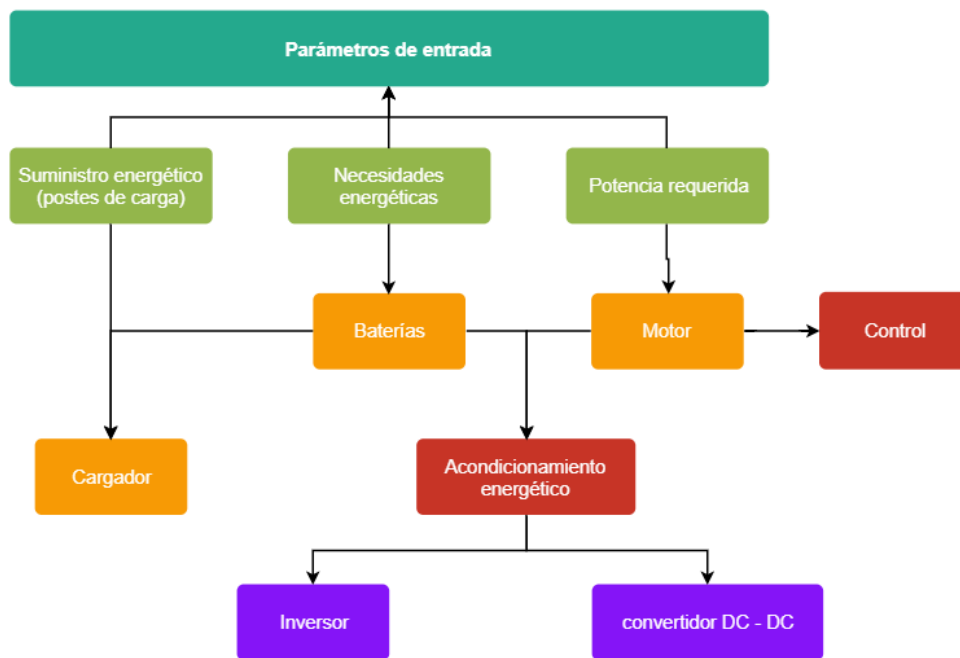 Parámetros de entrada
Suministro energético
(postes de carga)
Necesidades
energéticas
Potencia requerida
Baterías
Motor
Control
Cargador
Acondicionamiento
energético
Inversor
convertidor DC - DC